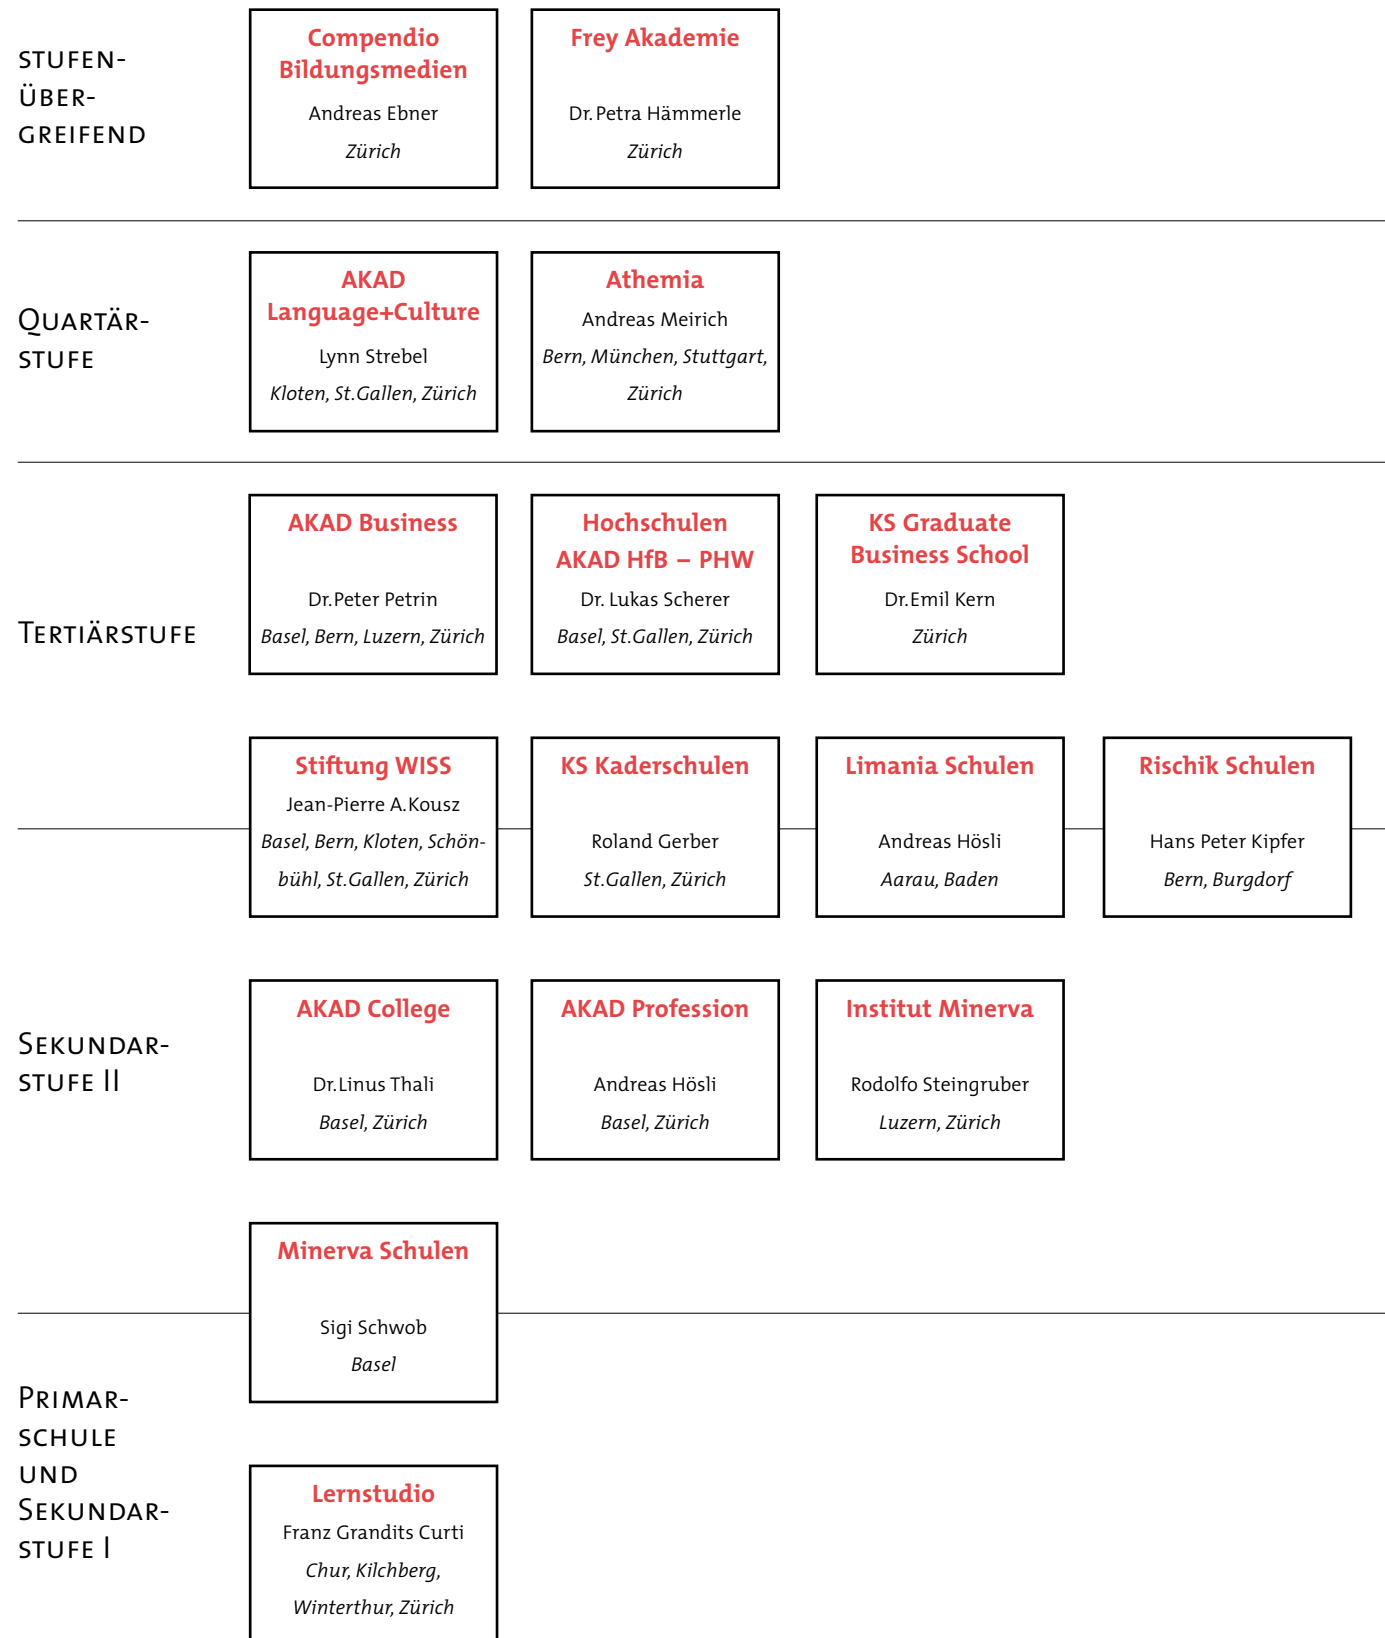 STUFEN-
ÜBER-
GREIFEND
Compendio
Bildungsmedien
Andreas Ebner
Zürich
Frey Akademie
Dr. Petra Hämmerle
Zürich
QUARTÄR-
STUFE
AKAD
Language+Culture
Lynn Strebel
Kloten, St.Gallen, Zürich
Athemia
Andreas Meirich
Bern, München, Stuttgart,
Zürich
TERTIÄRSTUFE
AKAD Business
Dr.Peter Petrin
Basel, Bern, Luzern, Zürich
Hochschulen
AKAD HfB – PHW
Dr. Lukas Scherer
Basel, St.Gallen, Zürich
KS Graduate
Business School
Dr.Emil Kern
Zürich
Stiftung WISS
Jean-Pierre A.Kousz
Basel, Bern, Kloten, Schön-
bühl, St.Gallen, Zürich
KS Kaderschulen
Roland Gerber
St.Gallen, Zürich
Limania Schulen
Andreas Hösli
Aarau, Baden
Rischik Schulen
Hans Peter Kipfer
Bern, Burgdorf
SEKUNDAR-
STUFE II
AKAD College
Dr.Linus Thali
Basel, Zürich
AKAD Profession
Andreas Hösli
Basel, Zürich
Institut Minerva
Rodolfo Steingruber
Luzern, Zürich
Minerva Schulen
Sigi Schwob
Basel
PRIMAR-
SCHULE
UND
SEKUNDAR-
STUFE I
Lernstudio
Franz Grandits Curti
Chur, Kilchberg,
Winterthur, Zürich